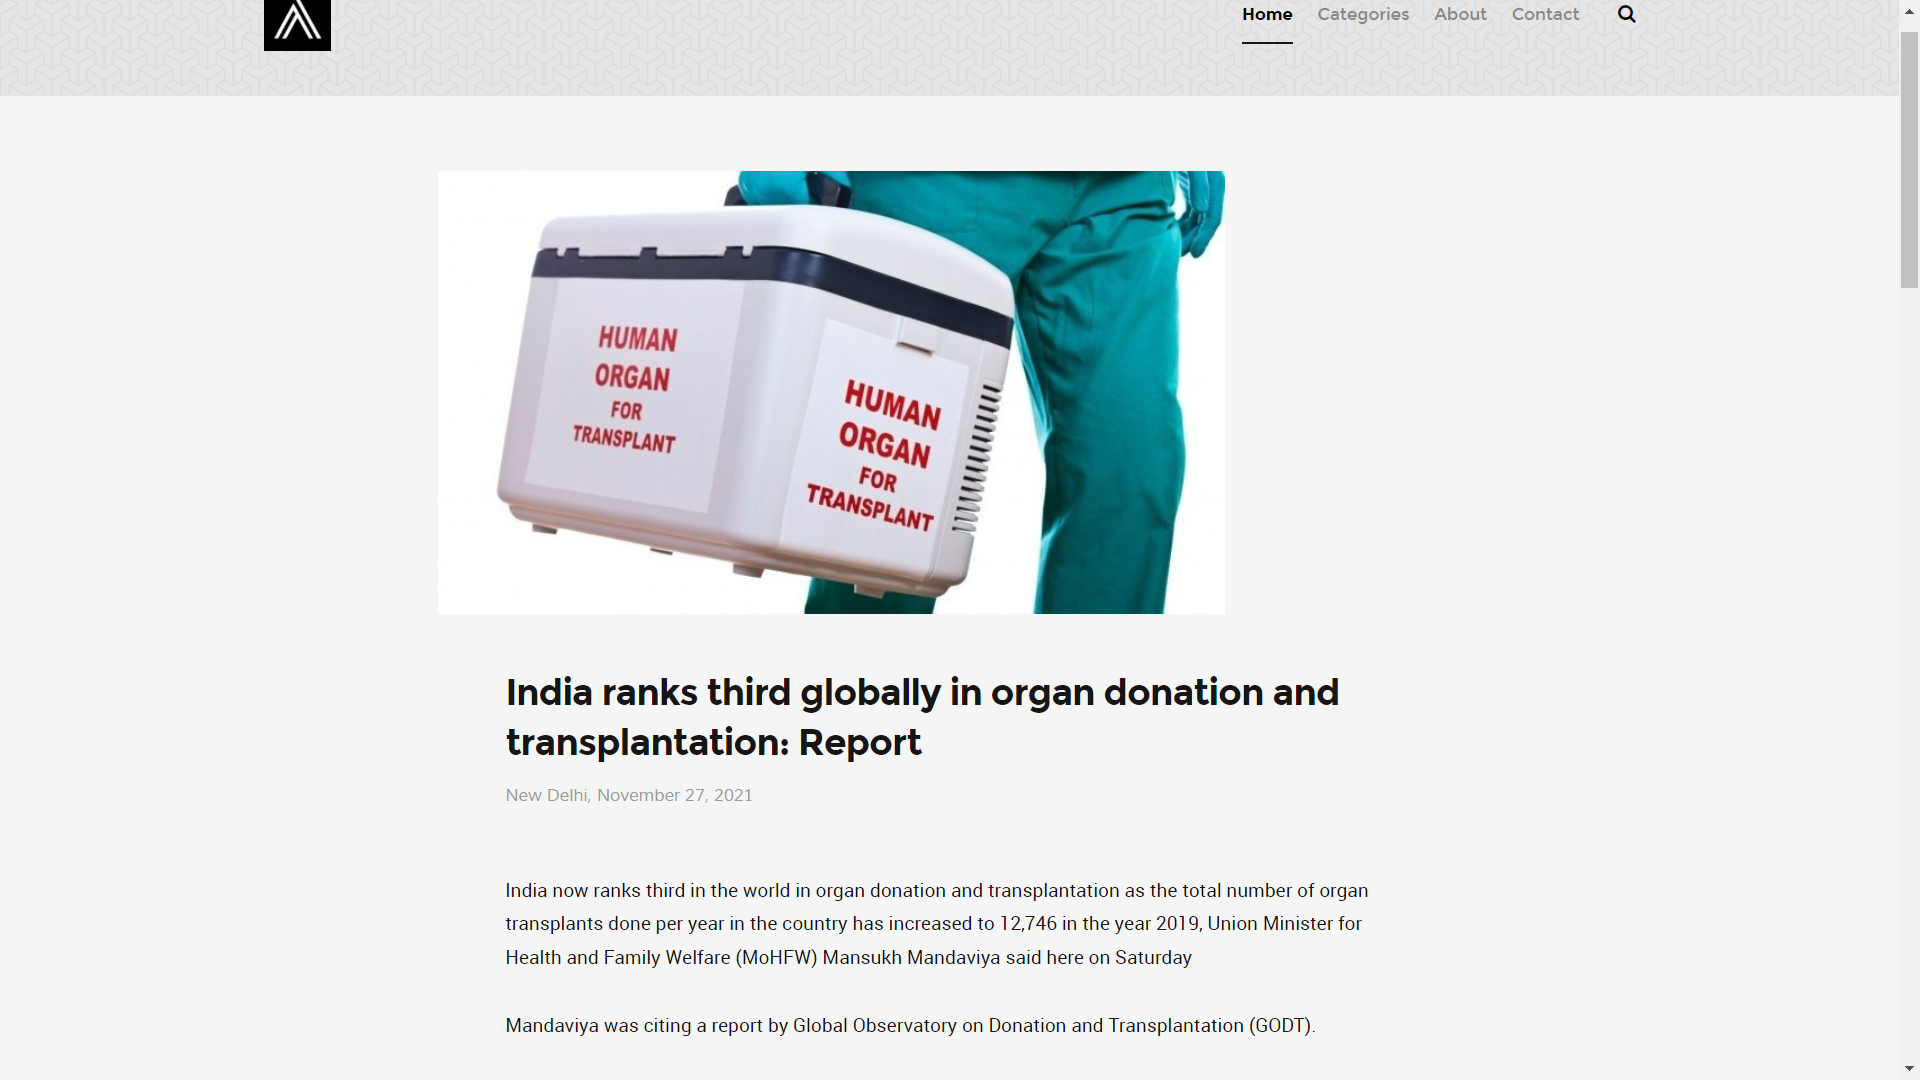 Home Categories About Contact
HUMAN
ORGAN
FOR
TRANSPLANT
HUMAN
ORGAN
FOR
TRANSPLANT
India ranks third globally in organ donation and
transplantation: Report
New Delhi, November 27, 2021
India now ranks third in the world in organ donation and transplantation as the total number of organ
transplants done per year in the country has increased to 12,746 in the year 2019, Union Minister for
Health and Family Welfare (MoHFW) Mansukh Mandaviya said here on Saturday
Mandaviya was citing a report by Global Observatory on Donation and Transplantation (GODT).